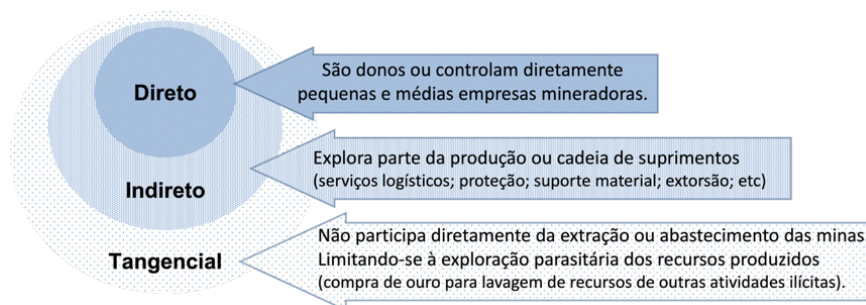 Direto
São donos ou controlam diretamente
pequenas e médias empresas mineradoras.
Indireto
Explora parte da produção ou cadeia de suprimentos
(serviços logísticos; proteção; suporte material; extorsão; etc)
Tangencial
Não participa diretamente da extração ou abastecimento das minas
Limitando-se à exploração parasitária dos recursos produzidos
(compra de ouro para lavagem de recursos de outras atividades ilícitas).